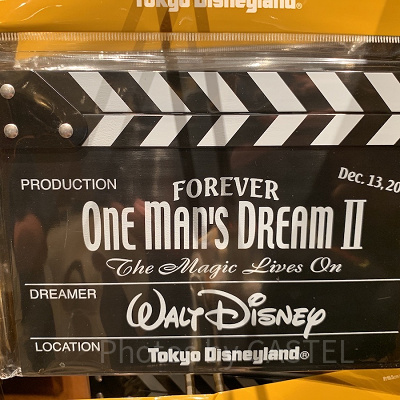 Tokyo Disneyland®
PRODUCTION
FOREVER
Dec. 13, 20
ONE MAN'S DREAM II
The Magic Lives On
DREAMER
WALT DISNEY
LOCATION
Tokyo Disneyland®
Photo by CASTEL